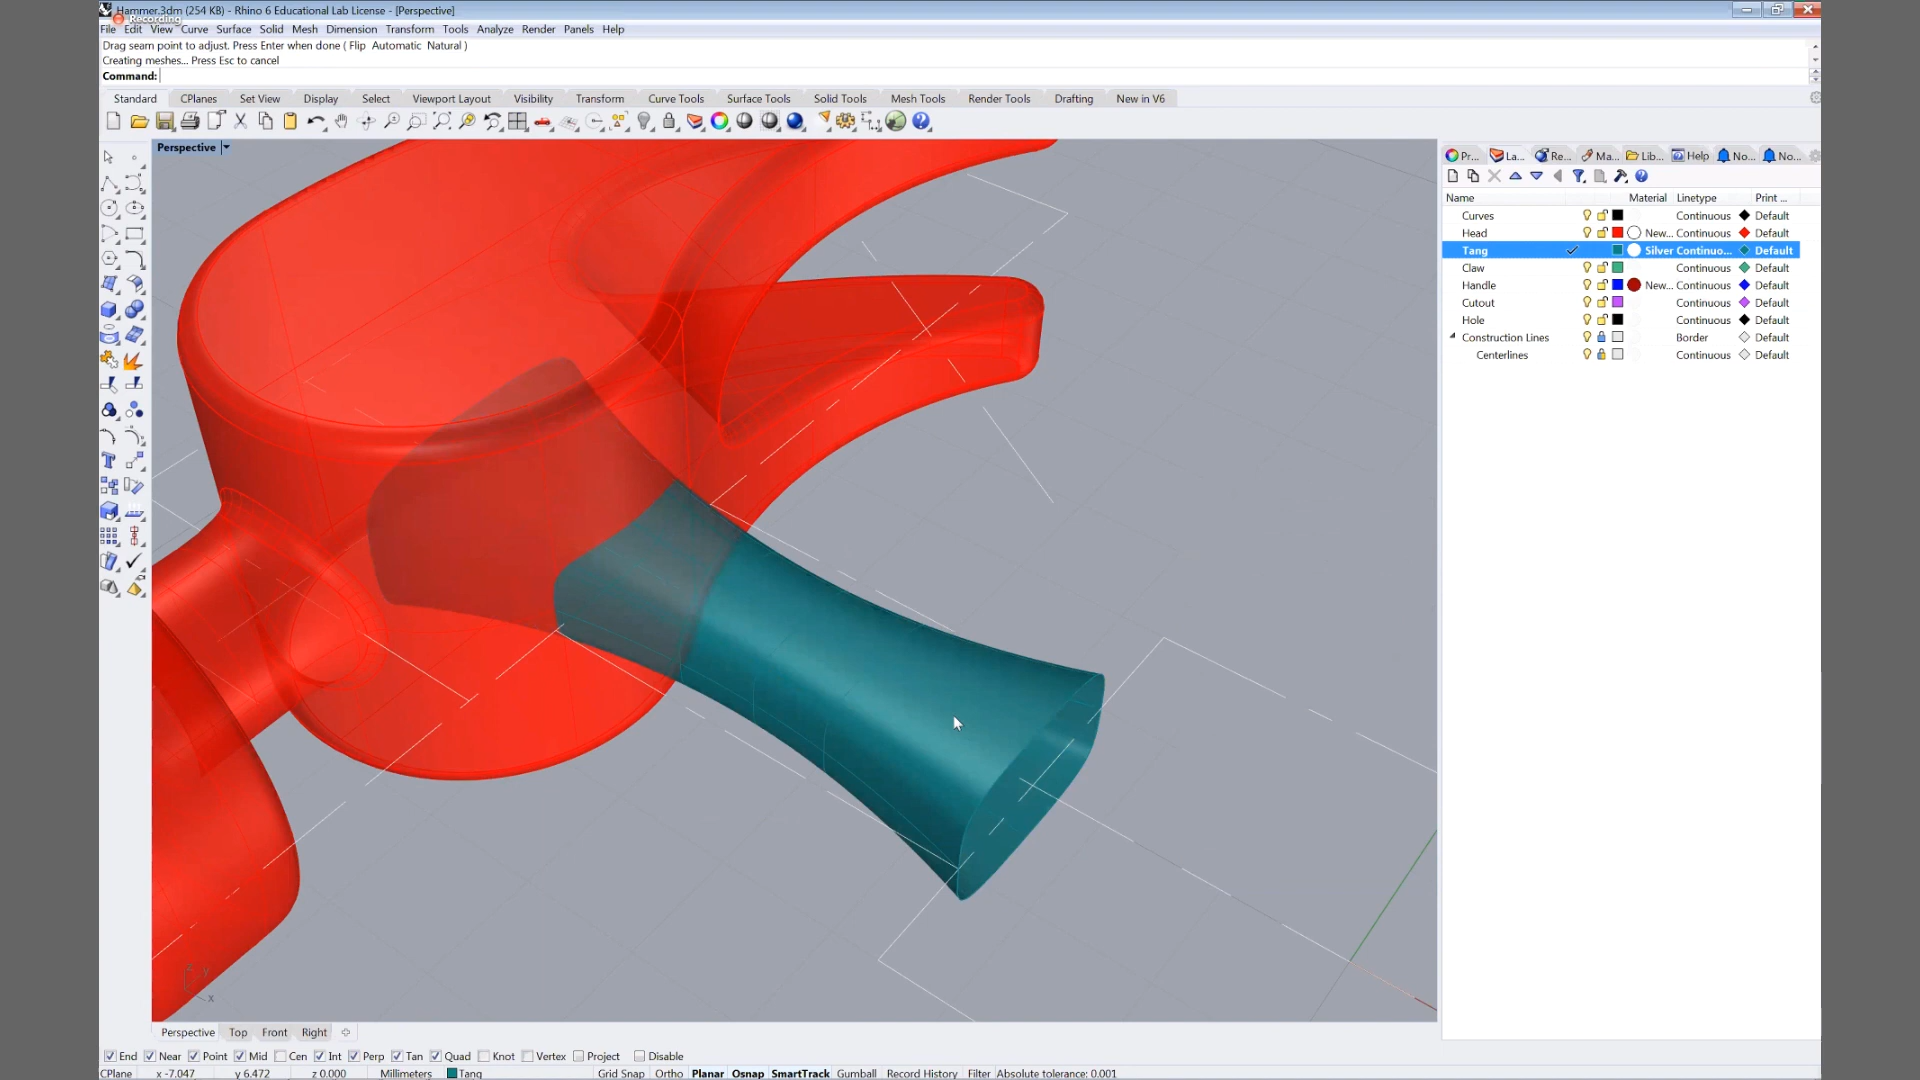 Hammer.3dm (254 KB) - Rhino 6 Educational Lab License - [Perspective]
Recording
File Edit View Curve Surface Solid Mesh Dimension Transform Tools Analyze Render Panels Help
Drag seam point to adjust. Press Enter when done ( Flip Automatic Natural )
Creating meshes... Press Esc to cancel
Command:
Standard CPlanes Set View Display Select Viewport Layout Visibility Transform Curve Tools Surface Tools Solid Tools Mesh Tools Render Tools Drafting New in V6
Perspective
Pr... La... Re... Ma... Lib... Help No... No...
Name Material Linetype Print ...
Curves Continuous Default
Head New... Continuous Default
Tang Silver Continuo... Default
Claw Continuous Default
Handle New... Continuous Default
Cutout Continuous Default
Hole Continuous Default
Construction Lines Border Default
Centerlines Continuous Default
z y
x
Perspective Top Front Right
End Near Point Mid Cen Int Perp Tan Quad Knot Vertex Project Disable
CPlane x -7.047 y 6.472 z 0.000 Millimeters Tang Grid Snap Ortho Planar Osnap SmartTrack Gumball Record History Filter Absolute tolerance: 0.001